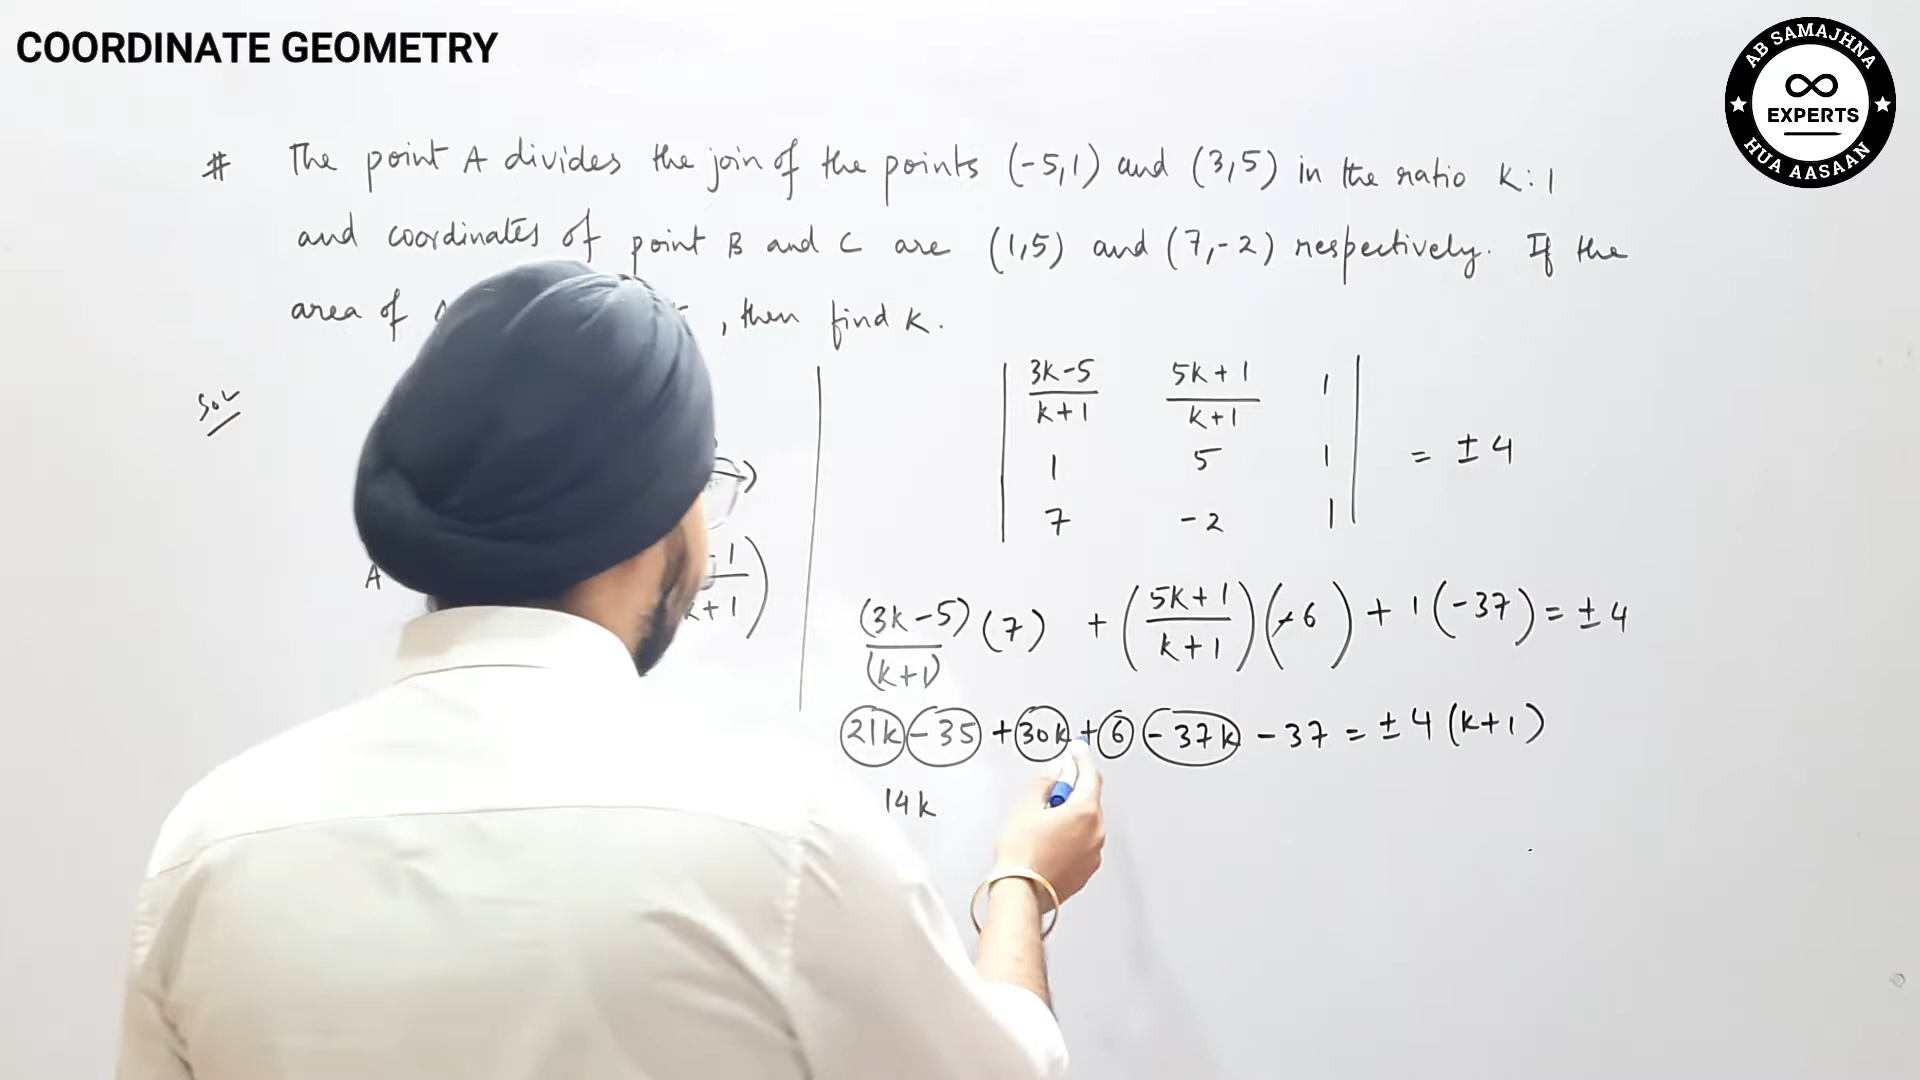 COORDINATE GEOMETRY
AB SAMAJHNA
∞
EXPERTS
HUA AASAAN
# The point A divides the join of the points (-5,1) and (3,5) in the ratio K:1
and coordinates of point B and C are (1,5) and (7,-2) respectively. If the
area of , then find K.
Sol
A
-1
k+1 )
| 3k-5/k+1 5k+1/k+1 1 |
| 1 5 1 | = ± 4
| 7 -2 1 |
(3k-5)/(k+1) (7) + (5k+1/k+1) (+6) + 1 (-37) = ± 4
21k - 35 + 30k + 6 - 37k - 37 = ± 4 (k+1)
14k